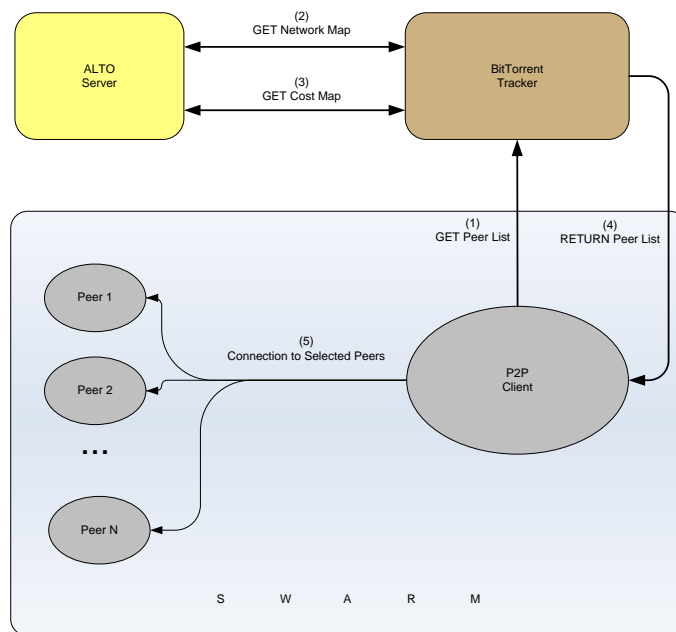 (2)
GET Network Map
ALTO
Server
BitTorrent
Tracker
(3)
GET Cost Map
(1)
GET Peer List
(4)
RETURN Peer List
Peer 1
(5)
Connection to Selected Peers
P2P
Client
Peer 2
...
Peer N
S W A R M